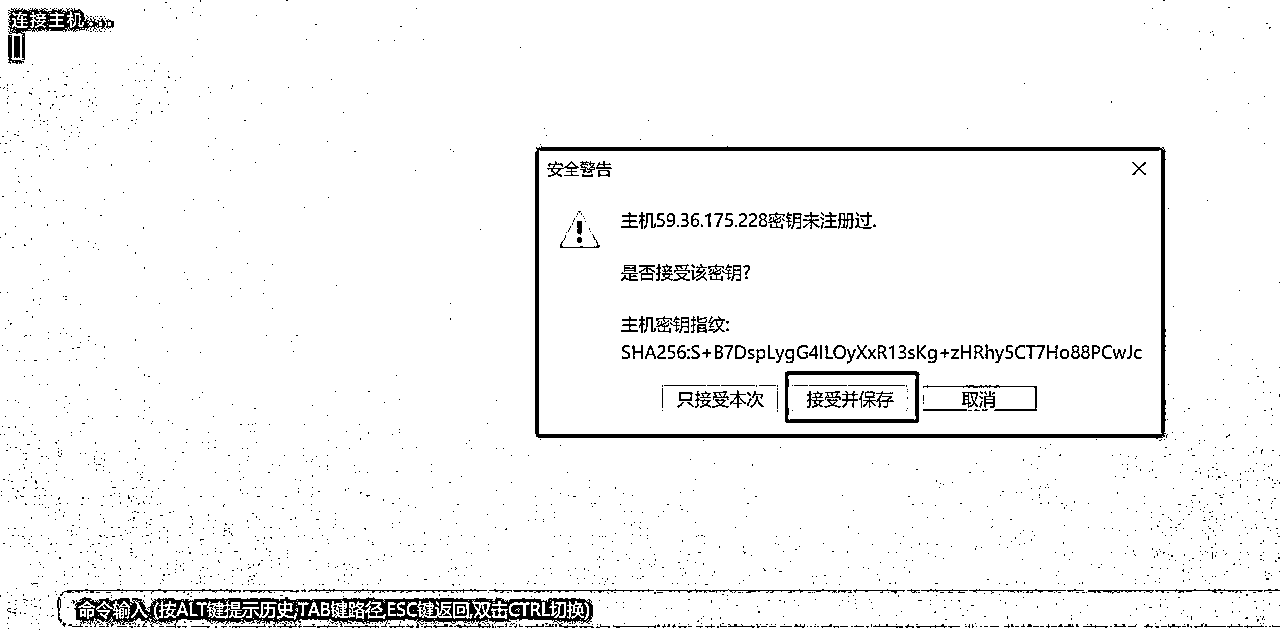 连接主机...
安全警告
主机59.36.175.228密钥未注册过.
是否接受该密钥?
主机密钥指纹:
SHA256:S+B7DspLygG4ILOyXxR13sKg+zHRhy5CT7Ho88PCwJc
只接受本次 接受并保存 取消
命令输入 (按ALT键提示历史,TAB键路径,ESC键返回,双击CTRL切换)